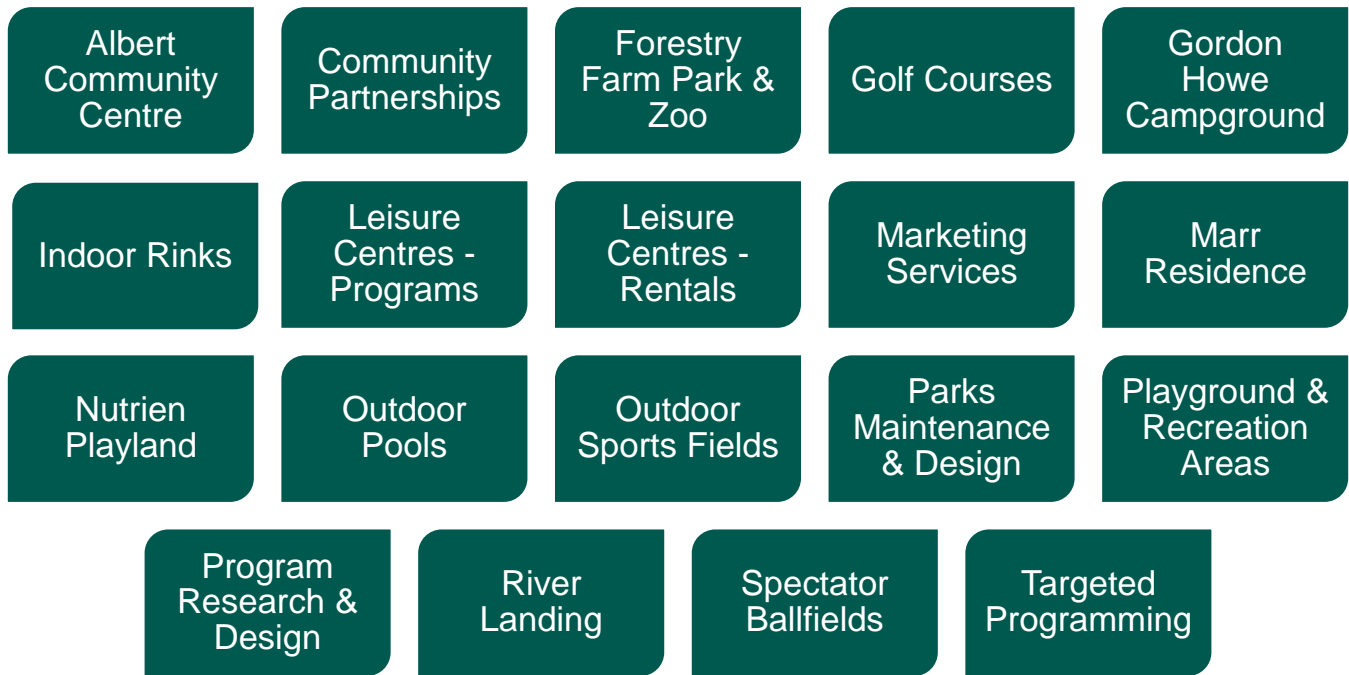 Albert
Community
Centre
Community
Partnerships
Forestry
Farm Park &
Zoo
Golf Courses
Gordon
Howe
Campground
Indoor Rinks
Leisure
Centres -
Programs
Leisure
Centres -
Rentals
Marketing
Services
Marr
Residence
Nutrien
Playland
Outdoor
Pools
Outdoor
Sports Fields
Parks
Maintenance
& Design
Playground &
Recreation
Areas
Program
Research &
Design
River
Landing
Spectator
Ballfields
Targeted
Programming